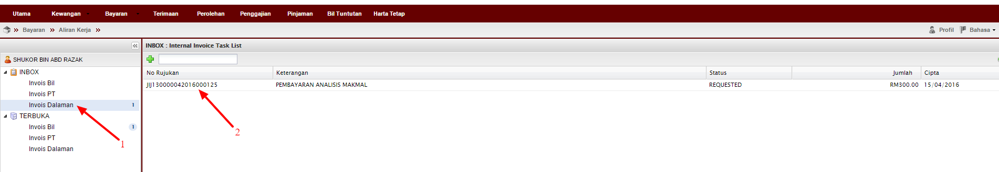 Utama Kewangan Bayaran Terimaan Perolehan Penggajian Pinjaman Bil Tuntutan Harta Tetap
Bayaran Aliran Kerja Profil Bahasa
INBOX : Internal Invoice Task List
SHUKOR BIN ABD RAZAK
INBOX
Invois Bil
Invois PT
Invois Dalaman 1
TERBUKA
Invois Bil 1
Invois PT
Invois Dalaman
1
No Rujukan Keterangan Status Jumlah Cipta
JIJ130000042016000125 PEMBAYARAN ANALISIS MAKMAL REQUESTED RM300.00 15/04/2016
2